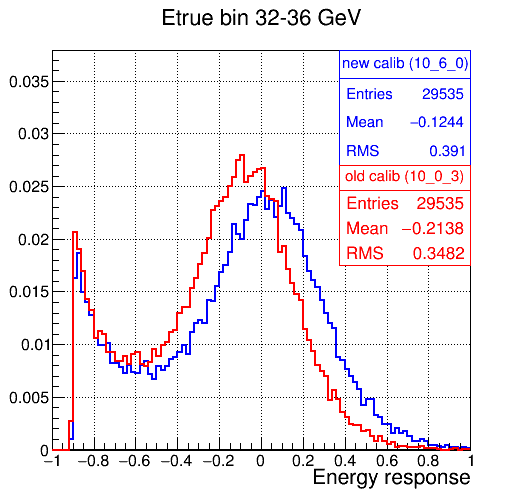 Etrue bin 32-36 GeV
new calib (10_6_0)
Entries 29535
Mean −0.1244
RMS 0.391
old calib (10_0_3)
Entries 29535
Mean −0.2138
RMS 0.3482
0.035
0.03
0.025
0.02
0.015
0.01
0.005
0
−1 −0.8 −0.6 −0.4 −0.2 0 0.2 0.4 0.6 0.8 1
Energy response